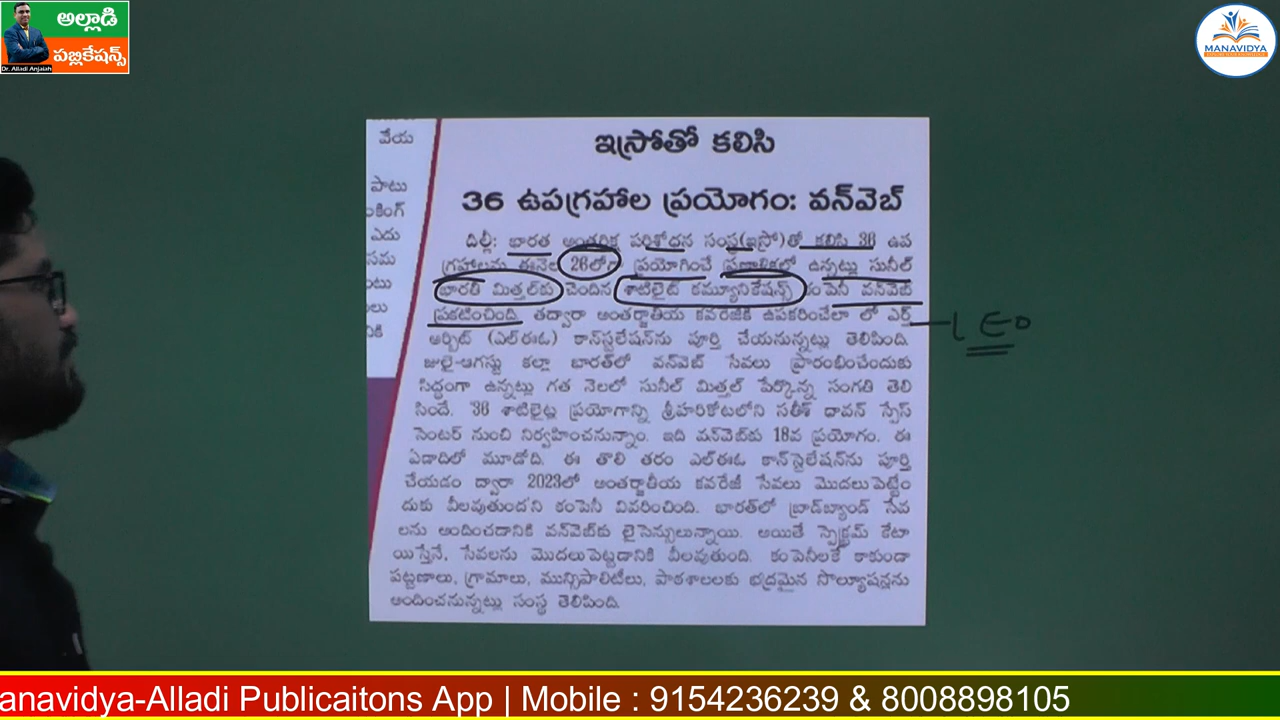 అల్లాడి
పబ్లికేషన్స్
Dr. Alladi Anjaiah
MANAVIDYA
వేయ
పాటు
ంకింగ్
ఎదు
సమ
ంటు
లు
నికి
ఇస్రోతో కలిసి
36 ఉపగ్రహాల ప్రయోగం: వన్‌వెబ్
దిల్లీ: భారత అంతరిక్ష పరిశోధన సంస్థ(ఇస్రో)తో కలిసి 36 ఉప
గ్రహాలను ఈనెల 26లోగా ప్రయోగించే ప్రణాళికలో ఉన్నట్లు సునీల్
భారతీ మిత్తల్‌కు చెందిన శాటిలైట్ కమ్యూనికేషన్స్ కంపెనీ వన్‌వెబ్
ప్రకటించింది. తద్వారా అంతర్జాతీయ కవరేజీకి ఉపకరించేలా లో ఎర్త్
ఆర్బిట్ (ఎల్ఈఓ) కాన్‌స్టలేషన్‌ను పూర్తి చేయనున్నట్లు తెలిపింది.
LEO
జులై-ఆగస్టు కల్లా భారత్‌లో వన్‌వెబ్ సేవలు ప్రారంభించేందుకు
సిద్ధంగా ఉన్నట్లు గత నెలలో సునీల్ మిత్తల్ పేర్కొన్న సంగతి తెలి
సిందే. '36 శాటిలైట్ల ప్రయోగాన్ని శ్రీహరికోటలోని సతీశ్ ధావన్ స్పేస్
సెంటర్ నుంచి నిర్వహించనున్నాం. ఇది వన్‌వెబ్‌కు 18వ ప్రయోగం. ఈ
ఏడాదిలో మూడోది. ఈ తొలి తరం ఎల్ఈఓ కాన్‌స్టెలేషన్‌ను పూర్తి
చేయడం ద్వారా 2023లో అంతర్జాతీయ కవరేజీ సేవలు మొదలుపెట్టేం
దుకు వీలవుతుంద'ని కంపెనీ వివరించింది. భారత్‌లో బ్రాడ్‌బ్యాండ్ సేవ
లను అందించడానికి వన్‌వెబ్‌కు లైసెన్సులున్నాయి. అయితే స్పెక్ట్రమ్ కేటా
యిస్తేనే, సేవలను మొదలుపెట్టడానికి వీలవుతుంది. కంపెనీలకే కాకుండా
పట్టణాలు, గ్రామాలు, మున్సిపాలిటీలు, పాఠశాలలకు భద్రమైన సొల్యూషన్లను
అందించనున్నట్లు సంస్థ తెలిపింది.
anavidya-Alladi Publicaitons App | Mobile : 9154236239 & 8008898105